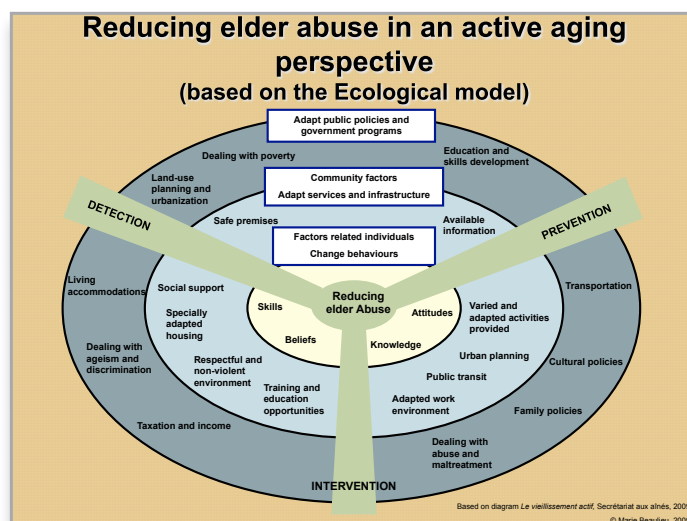 Reducing elder abuse in an active aging
perspective
(based on the Ecological model)
Adapt public policies and
government programs
Dealing with poverty
Education and
skills development
Land-use
planning and
urbanization
Community factors
Adapt services and infrastructure
DETECTION
PREVENTION
Safe premises
Available
information
Factors related individuals
Change behaviours
Living
accommodations
Social support
Transportation
Reducing
elder Abuse
Skills
Attitudes
Varied and
adapted activities
provided
Specially
adapted
housing
Beliefs
Knowledge
Dealing with
ageism and
discrimination
Respectful and
non-violent
environment
Urban planning
Cultural policies
Public transit
Training and
education
opportunities
Adapted work
environment
Family policies
Taxation and income
Dealing with
abuse and
maltreatment
INTERVENTION
Based on diagram Le vieillissement actif, Secrétariat aux aînés,
© Marie Beaulieu,